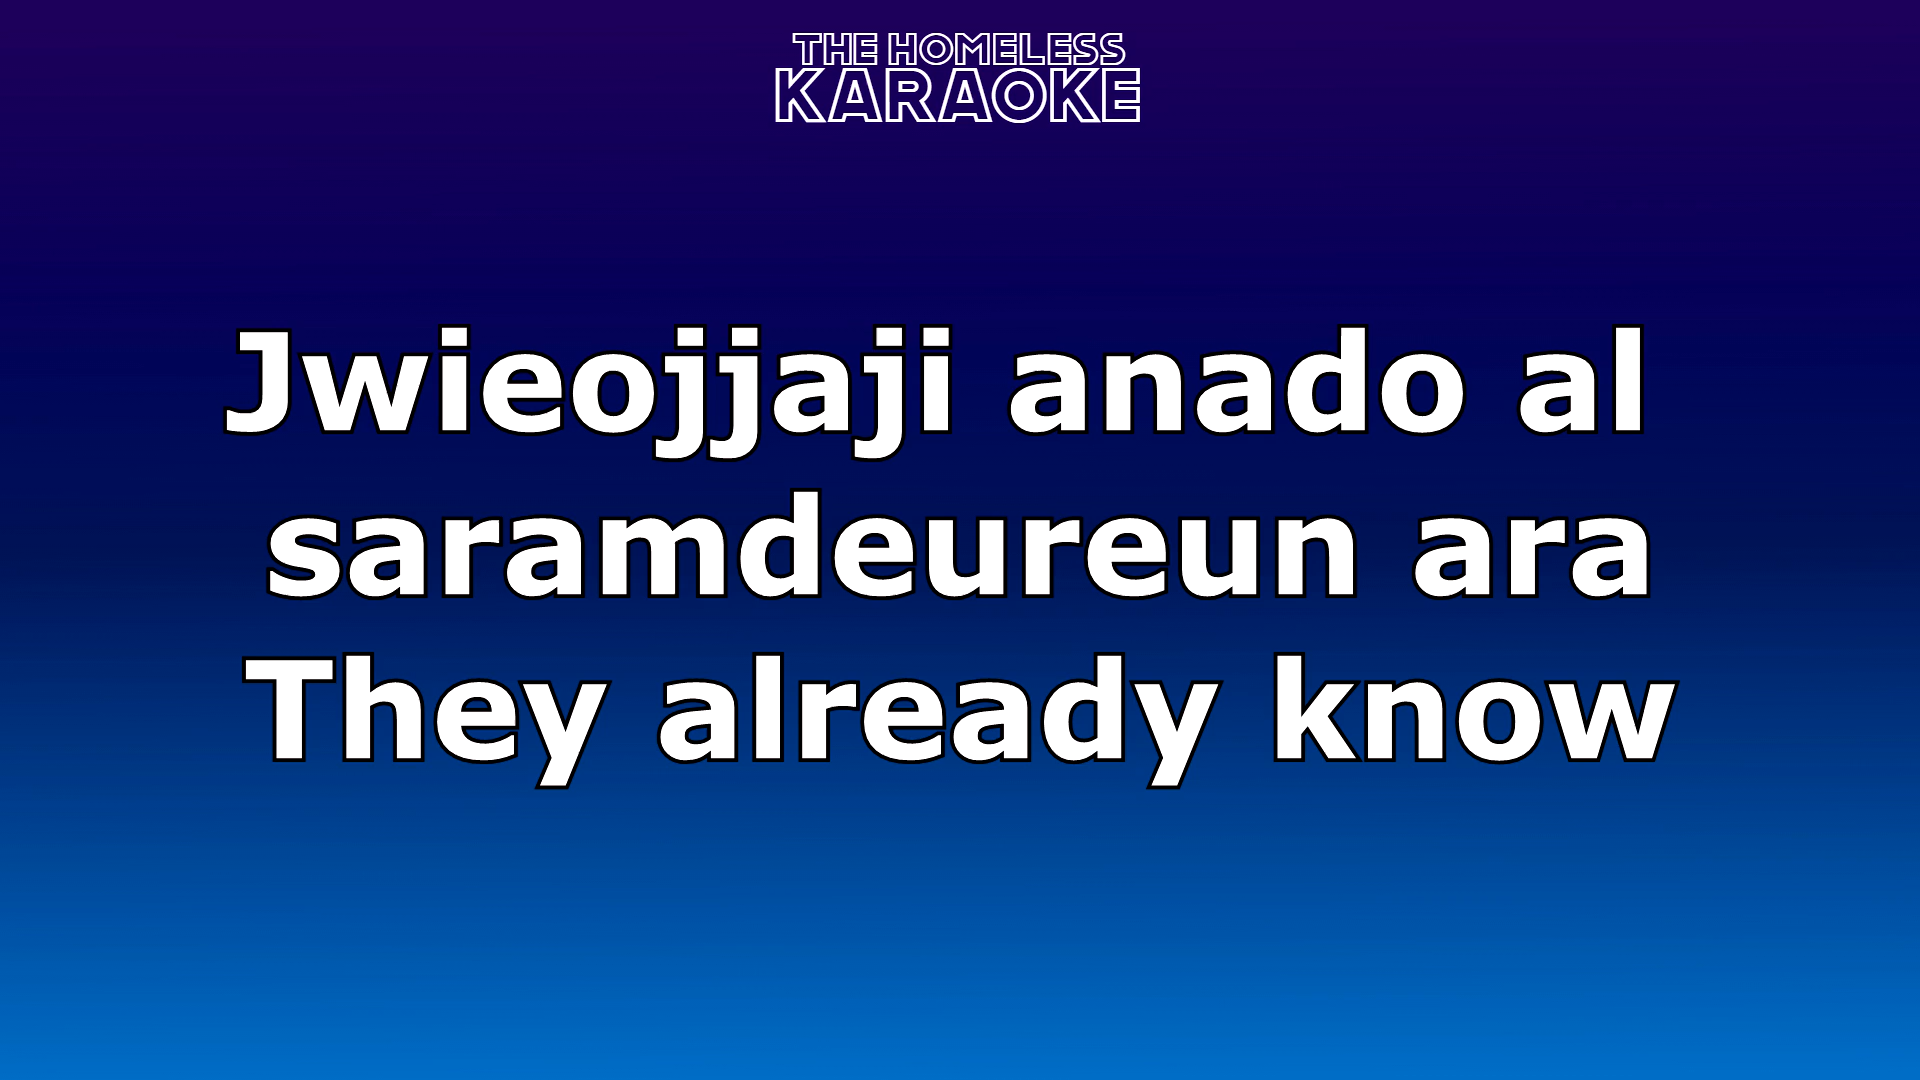 THE HOMELESS
KARAOKE
Jwieojjaji anado al
saramdeureun ara
They already know